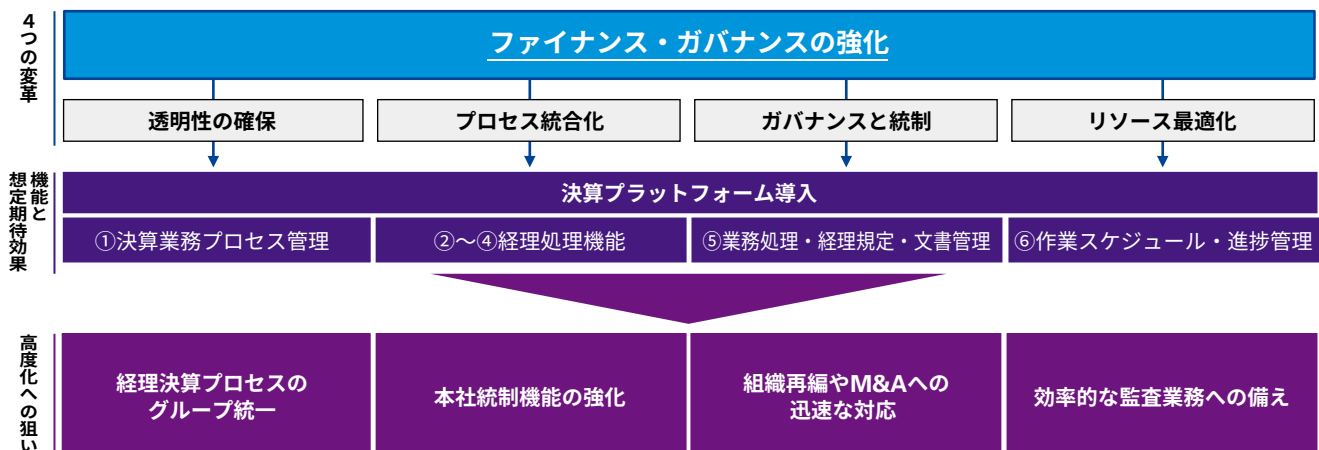 4つの変革
ファイナンス・ガバナンスの強化
透明性の確保
プロセス統合化
ガバナンスと統制
リソース最適化
機能と
想定期待効果
決算プラットフォーム導入
①決算業務プロセス管理
②～④経理処理機能
⑤業務処理・経理規定・文書管理
⑥作業スケジュール・進捗管理
高度化への狙い
経理決算プロセスの
グループ統一
本社統制機能の強化
組織再編やM&Aへの
迅速な対応
効率的な監査業務への備え